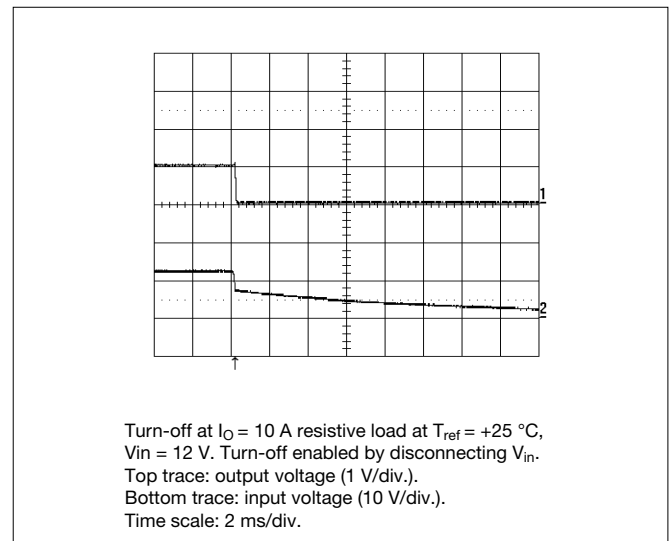 1
2
Turn-off at IO = 10 A resistive load at Tref = +25 °C,
Vin = 12 V. Turn-off enabled by disconnecting Vin.
Top trace: output voltage (1 V/div.).
Bottom trace: input voltage (10 V/div.).
Time scale: 2 ms/div.